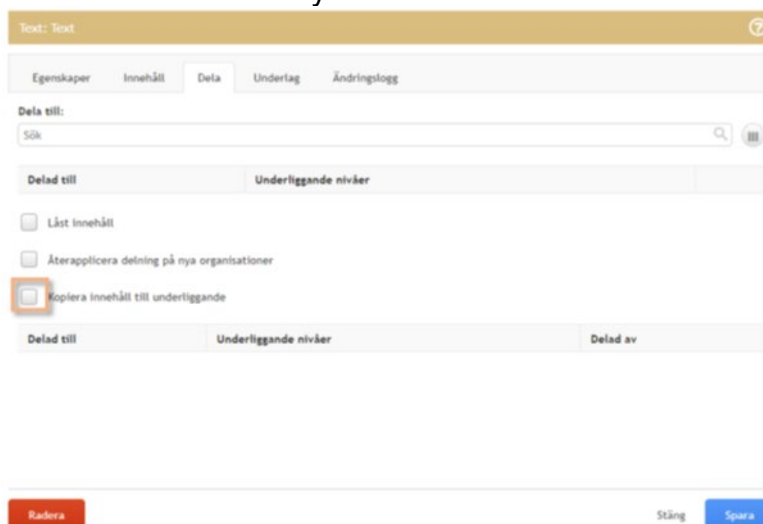 Text: Text
Egenskaper Innehåll Dela Underlag Ändringslogg
Dela till:
Sök
Delad till Underliggande nivåer
Låst innehåll
Återapplicera delning på nya organisationer
Kopiera innehåll till underliggande
Delad till Underliggande nivåer Delad av
Radera Stäng Spara